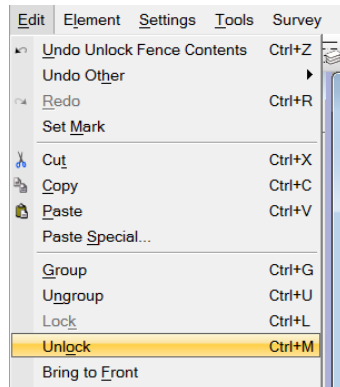 Edit Element Settings Tools Survey
Undo Unlock Fence Contents Ctrl+Z
Undo Other
Redo Ctrl+R
Set Mark
Cut Ctrl+X
Copy Ctrl+C
Paste Ctrl+V
Paste Special...
Group Ctrl+G
Ungroup Ctrl+U
Lock Ctrl+L
Unlock Ctrl+M
Bring to Front